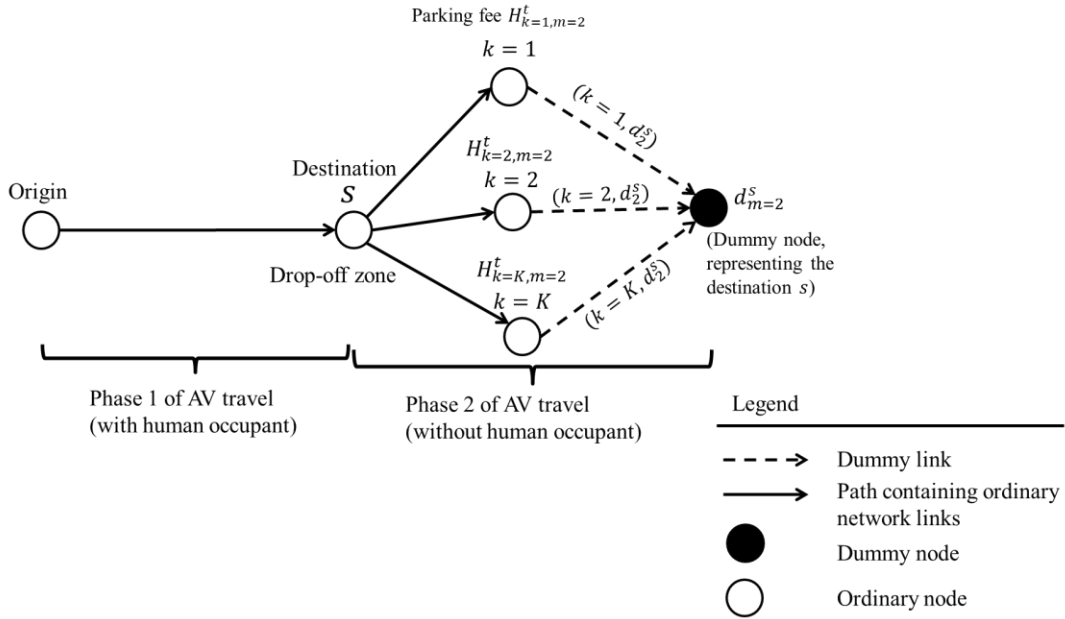 Parking fee $H^t_{k=1,m=2}$
$k = 1$
$(k = 1, d^s_2)$
$H^t_{k=2,m=2}$
$k = 2$
$(k = 2, d^s_2)$
Destination
$S$
Origin
Drop-off zone
$H^t_{k=K,m=2}$
$k = K$
$(k = K, d^s_2)$
$d^s_{m=2}$
(Dummy node,
representing the
destination $s$)
Phase 1 of AV travel
(with human occupant)
Phase 2 of AV travel
(without human occupant)
Legend
Dummy link
Path containing ordinary
network links
Dummy node
Ordinary node